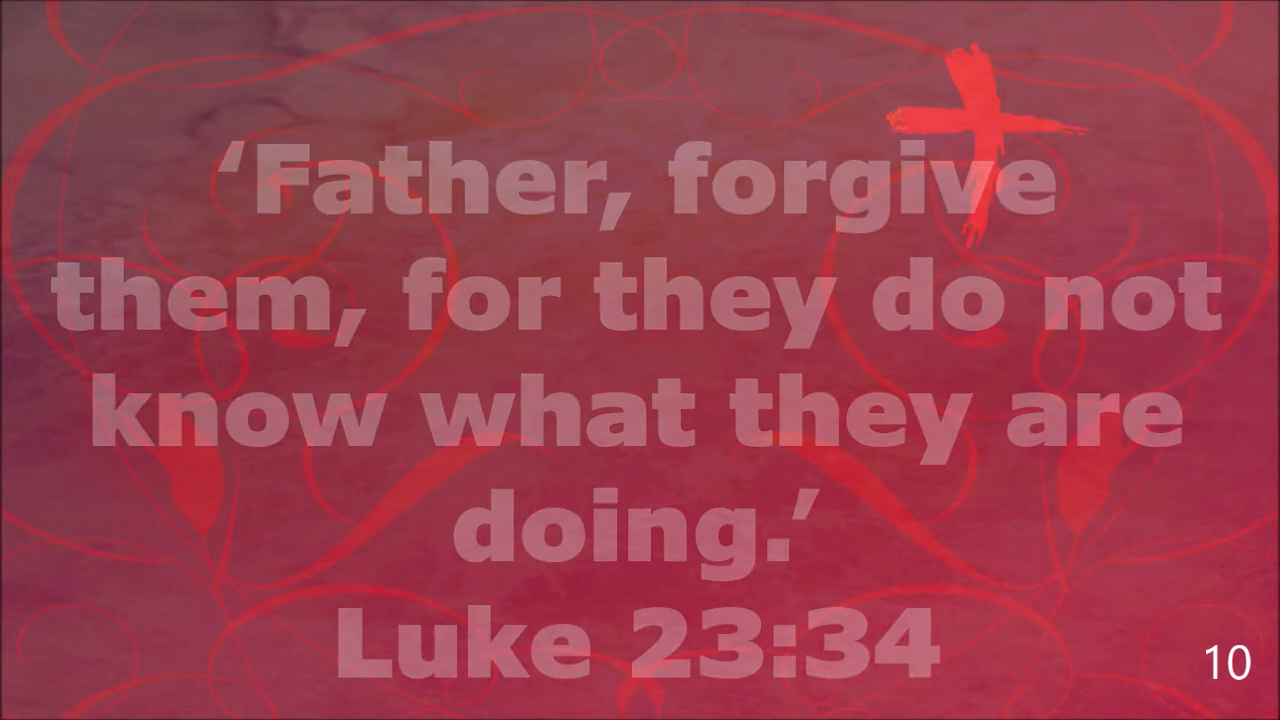 ‘Father, forgive
them, for they do not
know what they are
doing.’
Luke 23:34
10